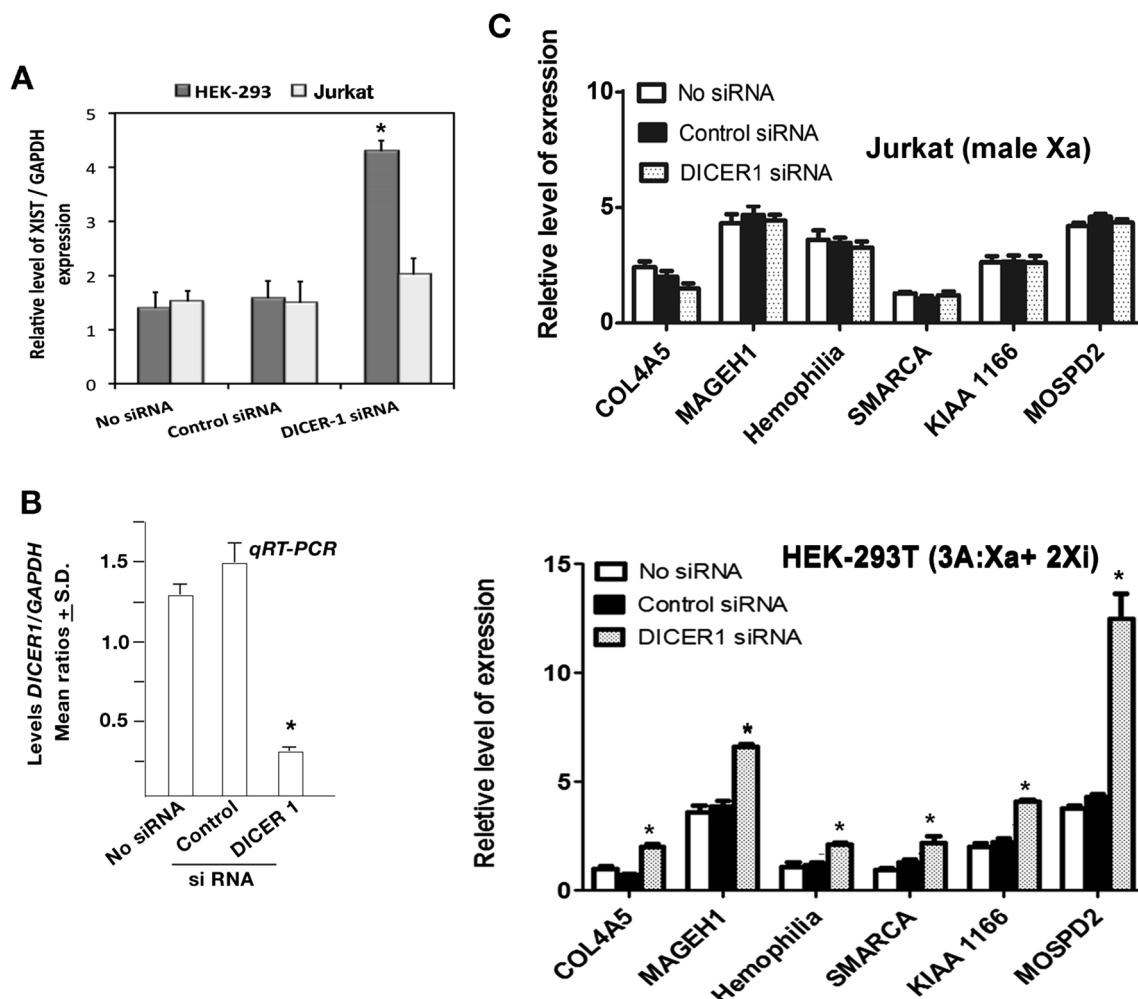 A
HEK-293 Jurkat
Relative level of XIST / GAPDH
expression
5
4
3
2
1
0
*
No siRNA Control siRNA DICER-1 siRNA
B
Levels DICER1/GAPDH
Mean ratios ± S.D.
qRT-PCR
1.5
1.0
0.5
*
No siRNA Control DICER 1
si RNA
C
Reletive level of exression
10
5
0
No siRNA
Control siRNA
DICER1 siRNA
Jurkat (male Xa)
COL4A5 MAGEH1 Hemophilia SMARCA KIAA 1166 MOSPD2
Reletive level of exression
15
10
5
0
HEK-293T (3A:Xa+ 2Xi)
No siRNA
Control siRNA
DICER1 siRNA
* * * * * *
COL4A5 MAGEH1 Hemophilia SMARCA KIAA 1166 MOSPD2